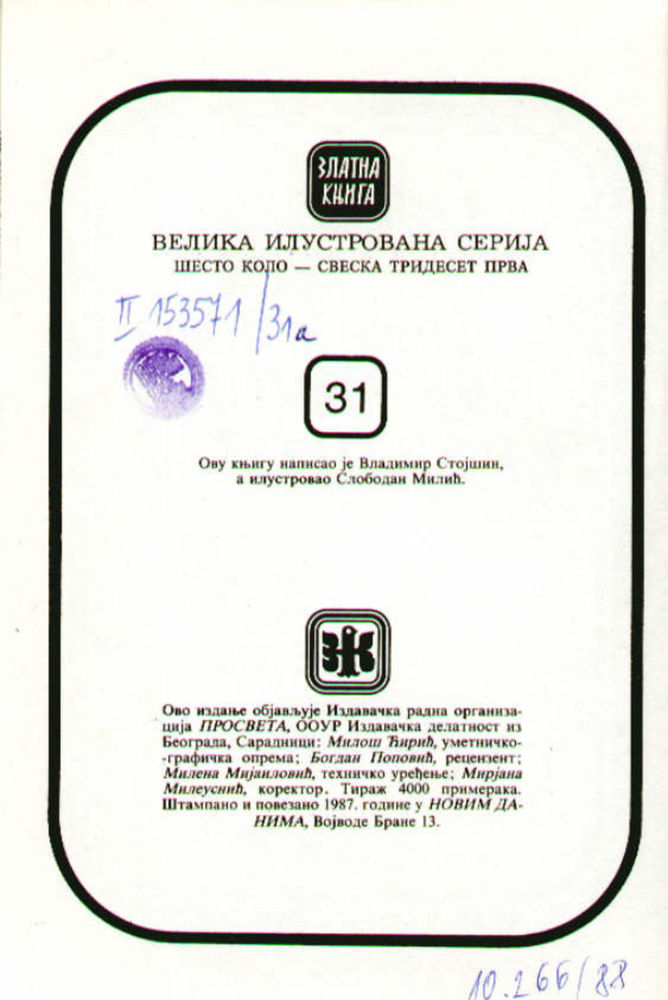 ЗЛАТНА
КЊИГА
ВЕЛИКА ИЛУСТРОВАНА СЕРИЈА
ШЕСТО КОЛО — СВЕСКА ТРИДЕСЕТ ПРВА
II 153571/31a
31
Ову књигу написао је Владимир Стојшин,
а илустровао Слободан Милић.
ЗК
Ово издање објављује Издавачка радна организа-
ција ПРОСВЕТА, ООУР Издавачка делатност из
Београда, Сарадници: Милош Ћирић, уметничко-
-графичка опрема; Богдан Поповић, рецензент;
Милена Мијаиловић, техничко уређење; Мирјана
Милеуснић, коректор. Тираж 4000 примерака.
Штампано и повезано 1987. године у НОВИМ ДА-
НИМА, Војводе Бране 13.
10.266/88